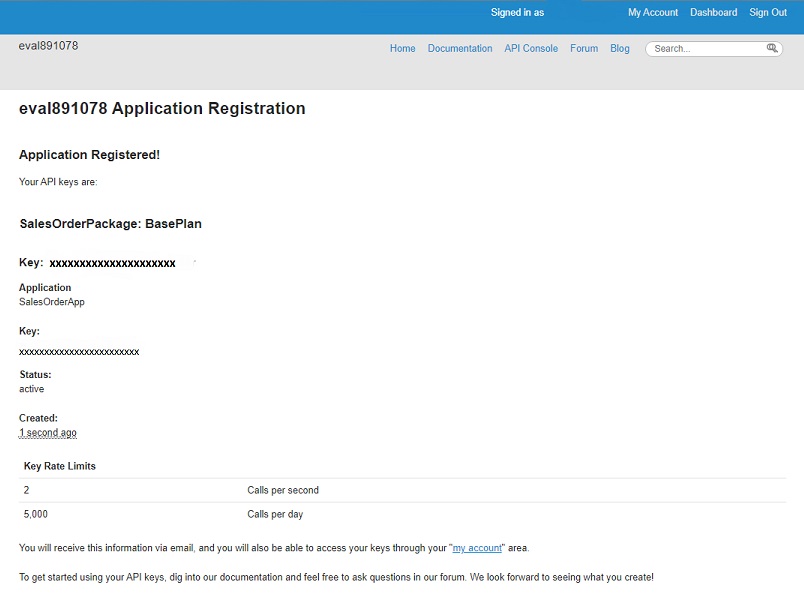 Signed in as
My Account Dashboard Sign Out
eval891078
Home Documentation API Console Forum Blog Search...
eval891078 Application Registration
Application Registered!
Your API keys are:
SalesOrderPackage: BasePlan
Key: xxxxxxxxxxxxxxxxxxxxx
Application
SalesOrderApp
Key:
xxxxxxxxxxxxxxxxxxxxxxxx
Status:
active
Created:
1 second ago
Key Rate Limits
2 Calls per second
5,000 Calls per day
You will receive this information via email, and you will also be able to access your keys through your "my account" area.
To get started using your API keys, dig into our documentation and feel free to ask questions in our forum. We look forward to seeing what you create!